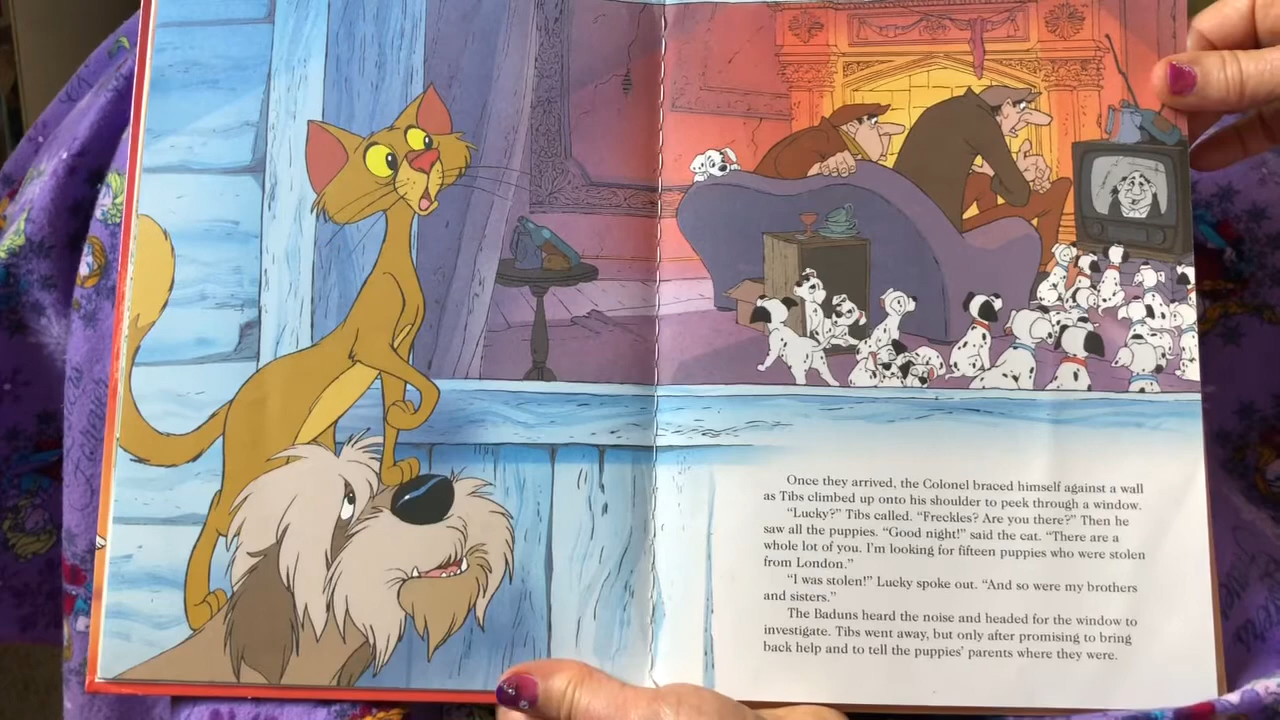 Once they arrived, the Colonel braced himself against a wall
as Tibs climbed up onto his shoulder to peek through a window.
“Lucky?” Tibs called. “Freckles? Are you there?” Then he
saw all the puppies. “Good night!” said the cat. “There are a
whole lot of you. I’m looking for fifteen puppies who were stolen
from London.”
“I was stolen!” Lucky spoke out. “And so were my brothers
and sisters.”
The Baduns heard the noise and headed for the window to
investigate. Tibs went away, but only after promising to bring
back help and to tell the puppies’ parents where they were.